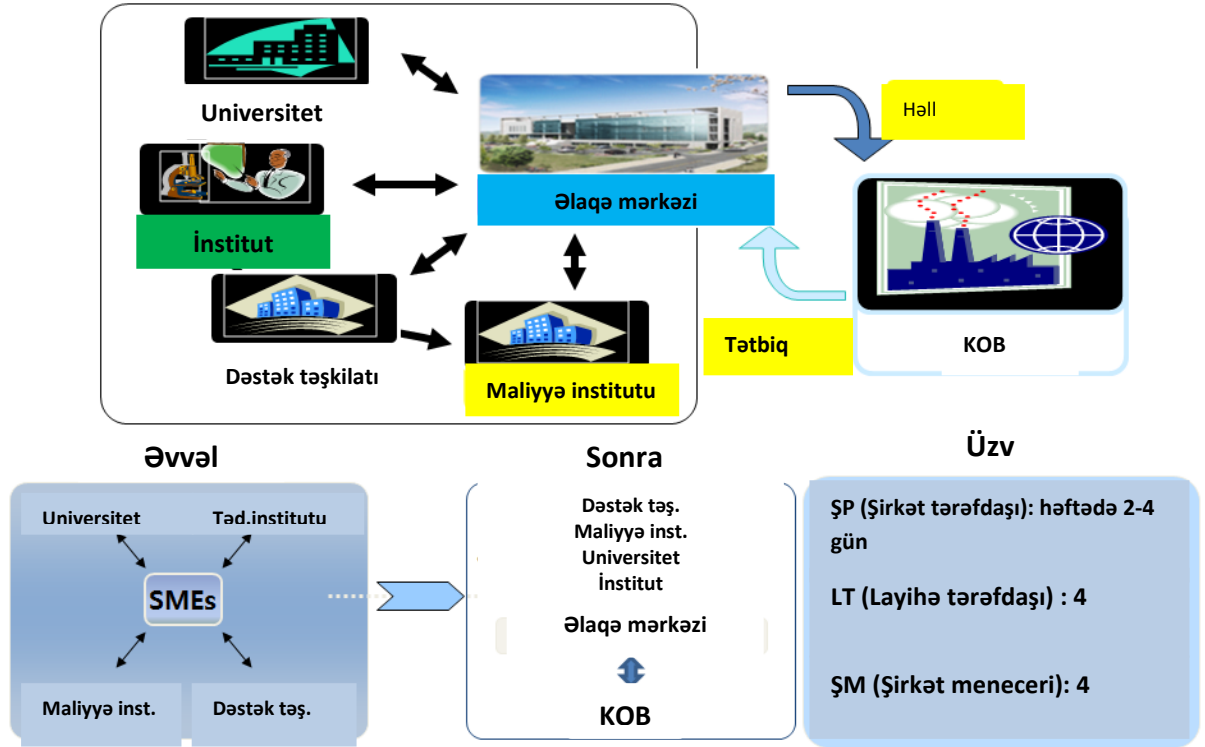 Universitet
Həll
Əlaqə mərkəzi
İnstitut
Tətbiq
KOB
Dəstək təşkilatı
Maliyyə institutu
Əvvəl
Sonra
Üzv
Universitet
Təd.institutu
SMEs
Maliyyə inst.
Dəstək təş.
Dəstək təş.
Maliyyə inst.
Universitet
İnstitut
Əlaqə mərkəzi
KOB
ŞP (Şirkət tərəfdaşı): həftədə 2-4
gün
LT (Layihə tərəfdaşı) : 4
ŞM (Şirkət meneceri): 4